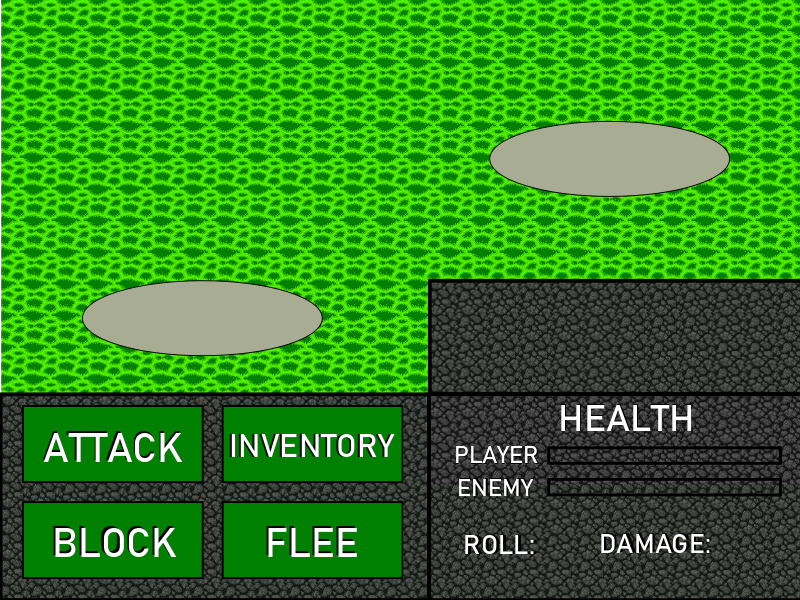 ATTACK
INVENTORY
BLOCK
FLEE
HEALTH
PLAYER
ENEMY
ROLL:
DAMAGE: